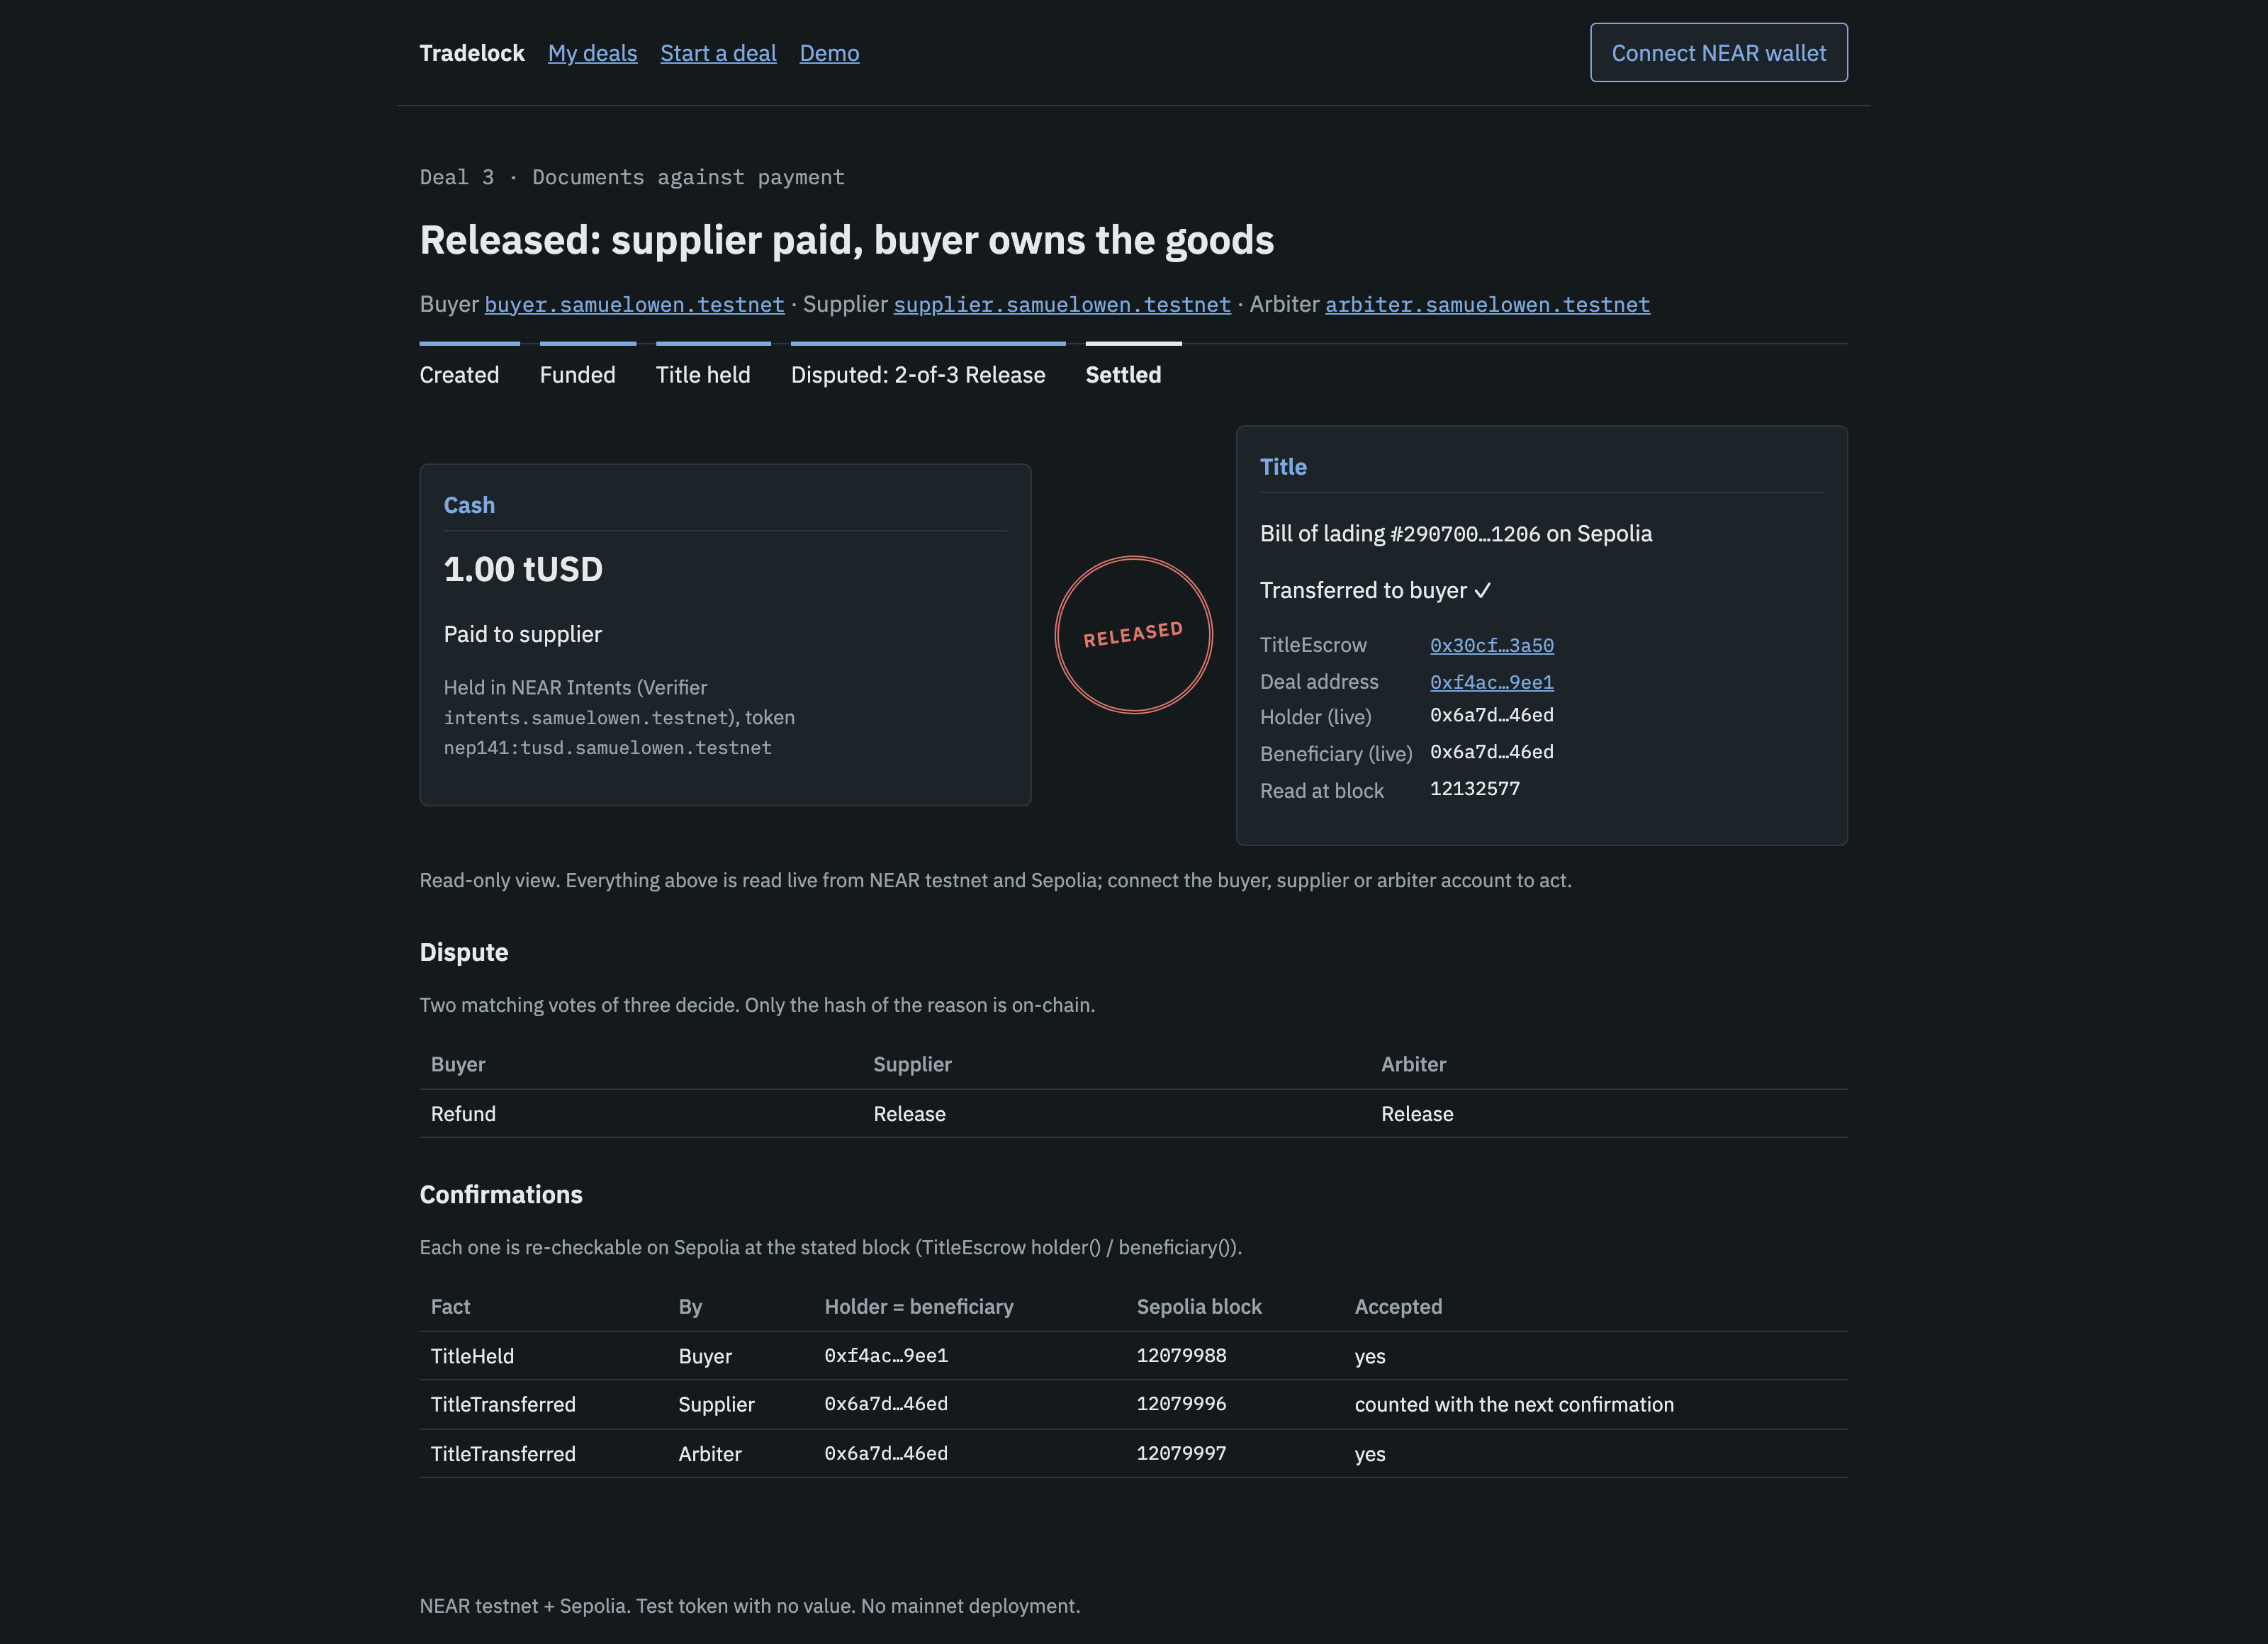 Tradelock My deals Start a deal Demo Connect NEAR wallet
Deal 3 · Documents against payment
Released: supplier paid, buyer owns the goods
Buyer buyer.samuelowen.testnet · Supplier supplier.samuelowen.testnet · Arbiter arbiter.samuelowen.testnet
Created Funded Title held Disputed: 2-of-3 Release Settled
Cash
1.00 tUSD
Paid to supplier
Held in NEAR Intents (Verifier
intents.samuelowen.testnet), token
nep141:tusd.samuelowen.testnet
RELEASED
Title
Bill of lading #290700…1206 on Sepolia
Transferred to buyer ✓
TitleEscrow 0x30cf…3a50
Deal address 0xf4ac…9ee1
Holder (live) 0x6a7d…46ed
Beneficiary (live) 0x6a7d…46ed
Read at block 12132577
Read-only view. Everything above is read live from NEAR testnet and Sepolia; connect the buyer, supplier or arbiter account to act.
Dispute
Two matching votes of three decide. Only the hash of the reason is on-chain.
Buyer Supplier Arbiter
Refund Release Release
Confirmations
Each one is re-checkable on Sepolia at the stated block (TitleEscrow holder() / beneficiary()).
Fact By Holder = beneficiary Sepolia block Accepted
TitleHeld Buyer 0xf4ac…9ee1 12079988 yes
TitleTransferred Supplier 0x6a7d…46ed 12079996 counted with the next confirmation
TitleTransferred Arbiter 0x6a7d…46ed 12079997 yes
NEAR testnet + Sepolia. Test token with no value. No mainnet deployment.